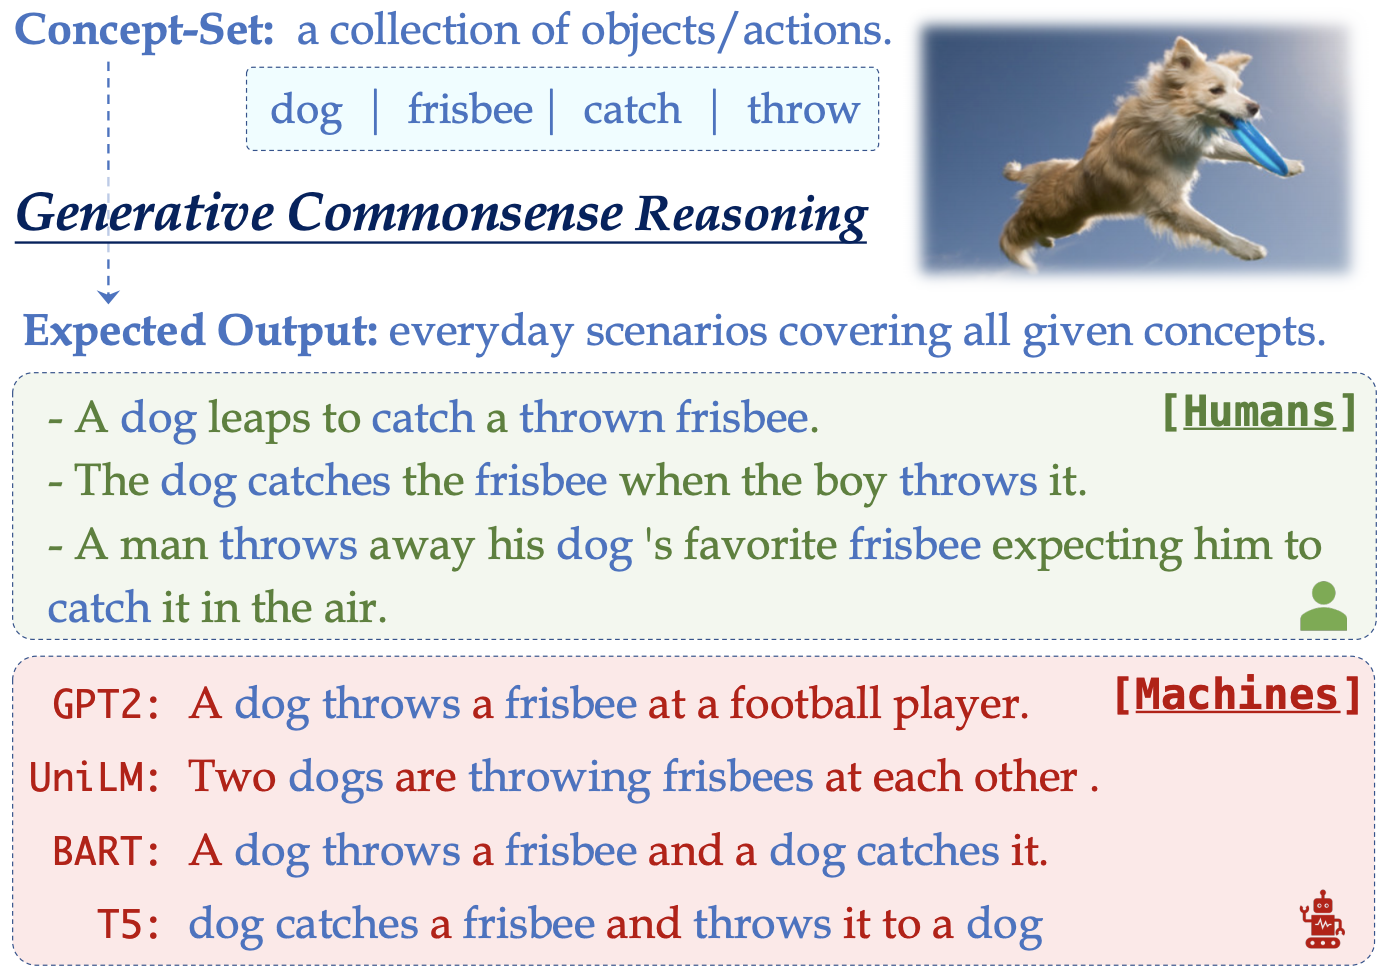 Concept-Set: a collection of objects/actions.
dog | frisbee | catch | throw
Generative Commonsense Reasoning
Expected Output: everyday scenarios covering all given concepts.
[Humans]
- A dog leaps to catch a thrown frisbee.
- The dog catches the frisbee when the boy throws it.
- A man throws away his dog 's favorite frisbee expecting him to
catch it in the air.
[Machines]
GPT2: A dog throws a frisbee at a football player.
UniLM: Two dogs are throwing frisbees at each other .
BART: A dog throws a frisbee and a dog catches it.
T5: dog catches a frisbee and throws it to a dog